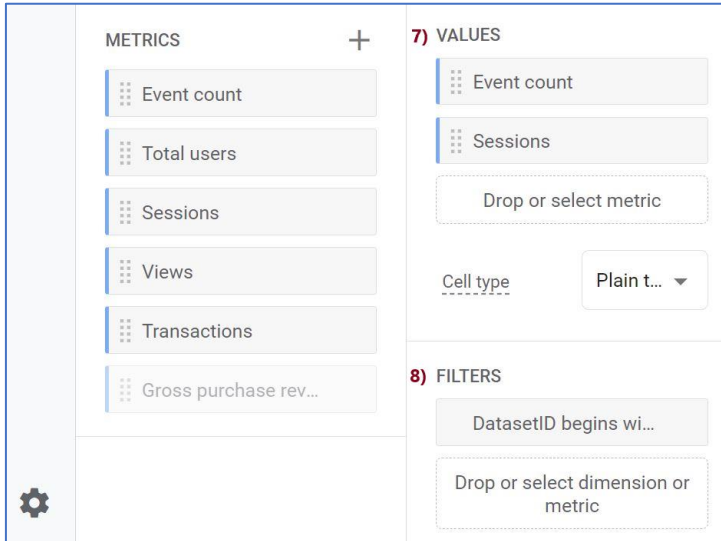 METRICS
Event count
Total users
Sessions
Views
Transactions
Gross purchase rev...
7) VALUES
Event count
Sessions
Drop or select metric
Cell type
Plain t...
8) FILTERS
DatasetID begins wi...
Drop or select dimension or
metric